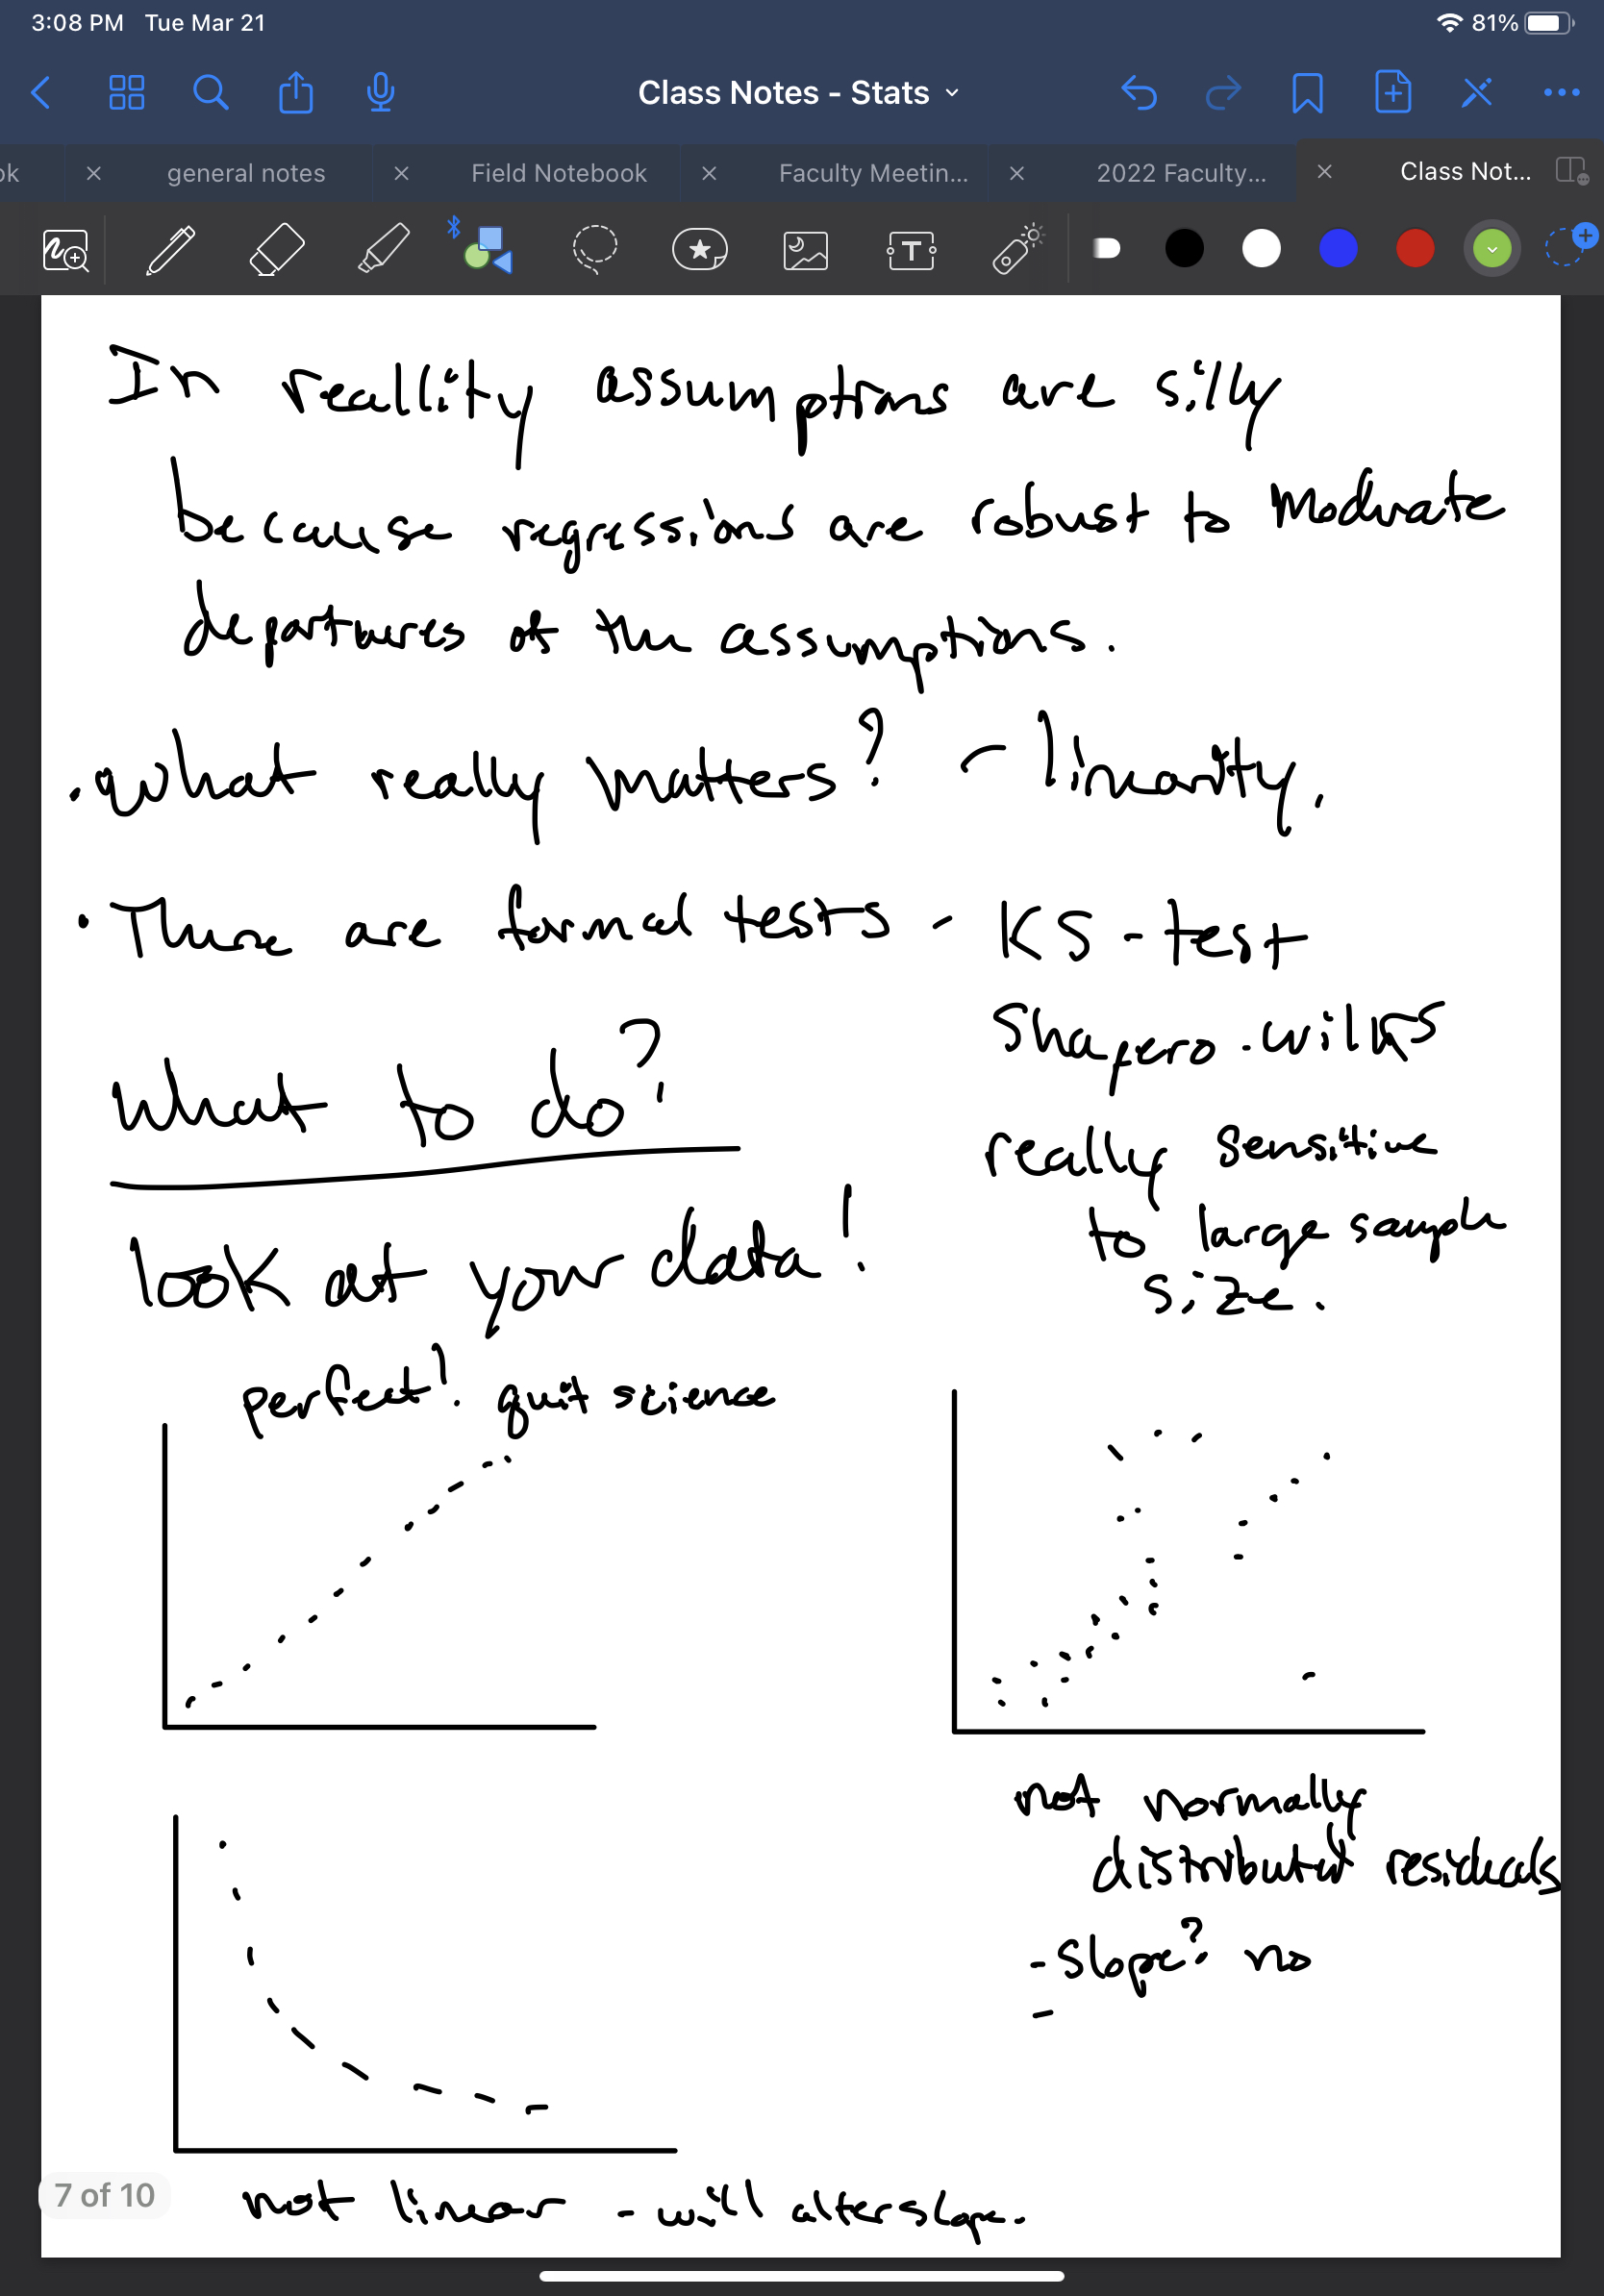 3:08 PM Tue Mar 21
81%
Class Notes - Stats
ok
general notes
Field Notebook
Faculty Meetin...
2022 Faculty...
Class Not...
In reallity assumptions are silly
because regressions are robust to moderate
departures of the assumptions.
• What really matters? - linearity.
• There are formal tests - KS-test
Shapero-wilks
What to do?
really sensitive
to large sample
size.
look at your data!
perfect! quit science
not normally
distributed residuals
- slope? no
-
not linear - will alter slope.
7 of 10